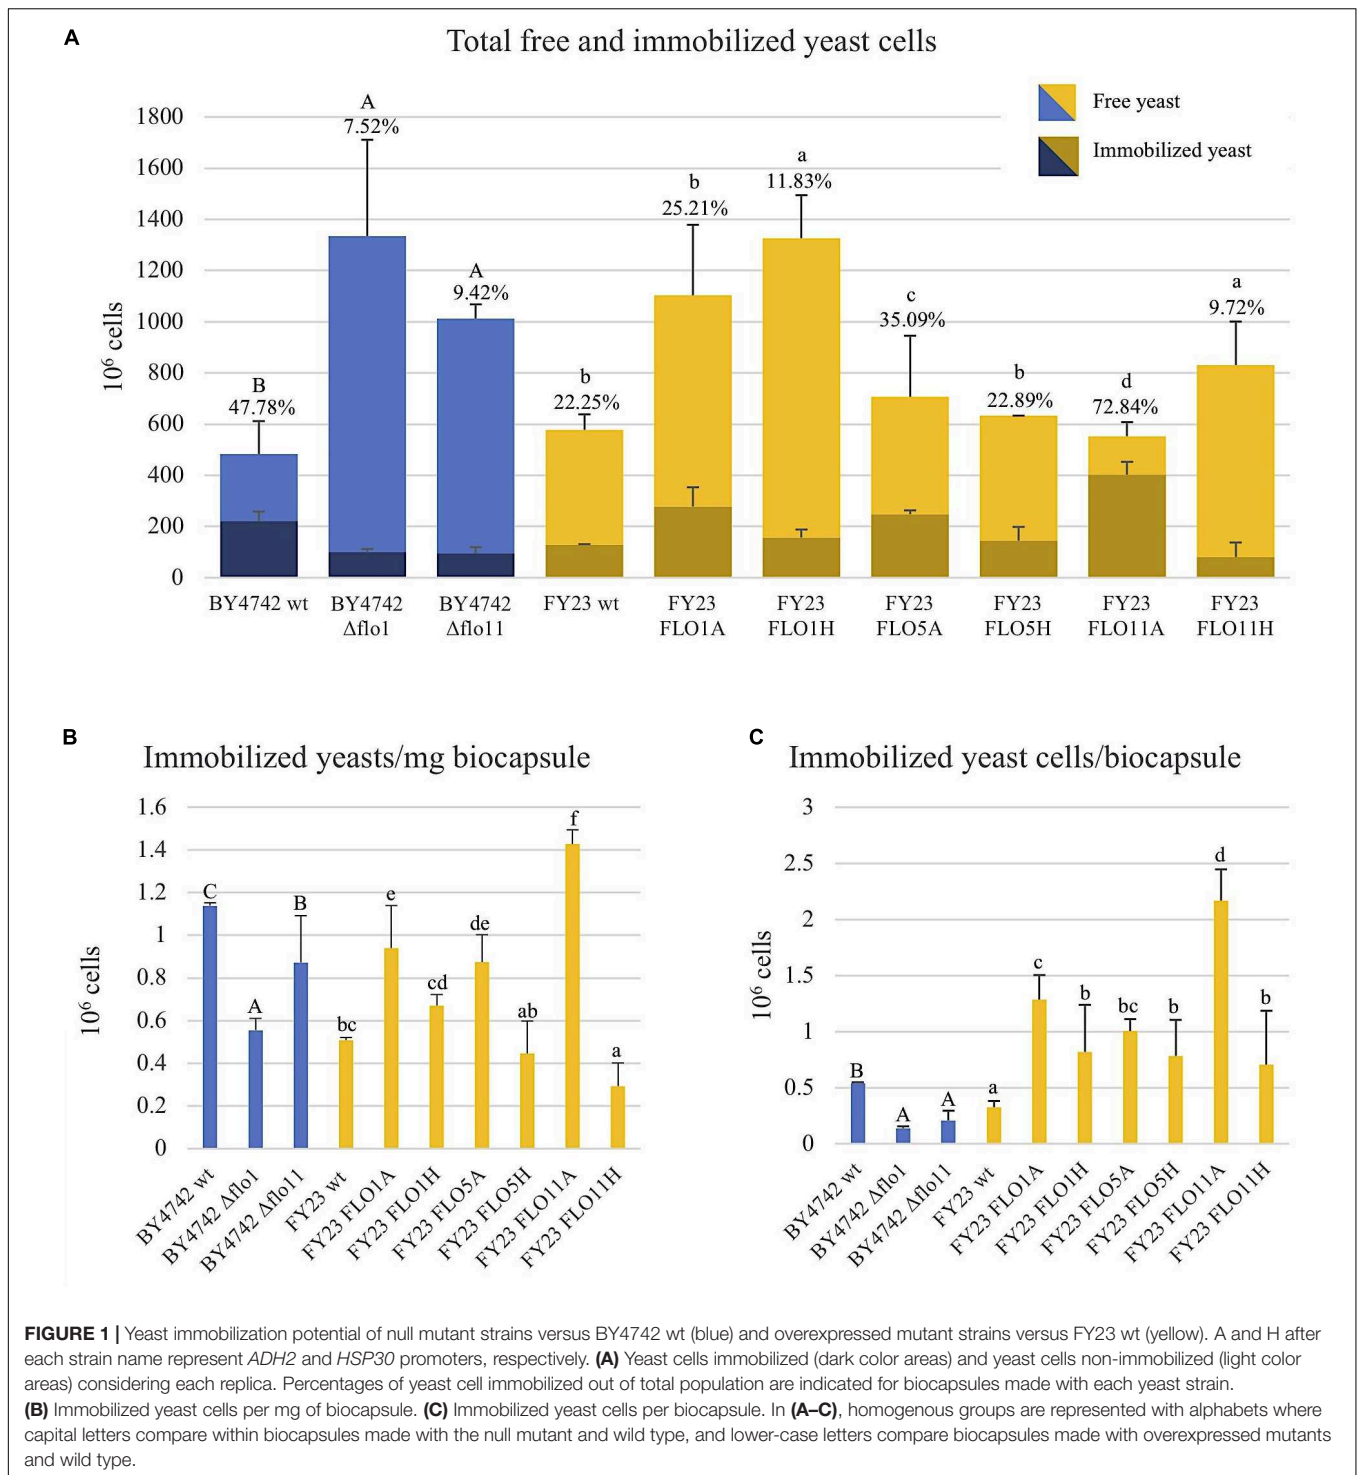 A
Total free and immobilized yeast cells
Free yeast
Immobilized yeast
10⁶ cells
1800
1600
1400
1200
1000
800
600
400
200
0
B
47.78%
A
7.52%
A
9.42%
b
22.25%
b
25.21%
a
11.83%
c
35.09%
b
22.89%
d
72.84%
a
9.72%
BY4742 wt
BY4742
Δflo1
BY4742
Δflo11
FY23 wt
FY23
FLO1A
FY23
FLO1H
FY23
FLO5A
FY23
FLO5H
FY23
FLO11A
FY23
FLO11H
B
Immobilized yeasts/mg biocapsule
10⁶ cells
1.6
1.4
1.2
1
0.8
0.6
0.4
0.2
0
C
A
B
bc
e
cd
de
ab
f
a
BY4742 wt
BY4742 Δflo1
BY4742 Δflo11
FY23 wt
FY23 FLO1A
FY23 FLO1H
FY23 FLO5A
FY23 FLO5H
FY23 FLO11A
FY23 FLO11H
C
Immobilized yeast cells/biocapsule
10⁶ cells
3
2.5
2
1.5
1
0.5
0
B
A
A
a
c
b
bc
b
d
b
BY4742 wt
BY4742 Δflo1
BY4742 Δflo11
FY23 wt
FY23 FLO1A
FY23 FLO1H
FY23 FLO5A
FY23 FLO5H
FY23 FLO11A
FY23 FLO11H
FIGURE 1 | Yeast immobilization potential of null mutant strains versus BY4742 wt (blue) and overexpressed mutant strains versus FY23 wt (yellow). A and H after
each strain name represent ADH2 and HSP30 promoters, respectively. (A) Yeast cells immobilized (dark color areas) and yeast cells non-immobilized (light color
areas) considering each replica. Percentages of yeast cell immobilized out of total population are indicated for biocapsules made with each yeast strain.
(B) Immobilized yeast cells per mg of biocapsule. (C) Immobilized yeast cells per biocapsule. In (A–C), homogenous groups are represented with alphabets where
capital letters compare within biocapsules made with the null mutant and wild type, and lower-case letters compare biocapsules made with overexpressed mutants
and wild type.